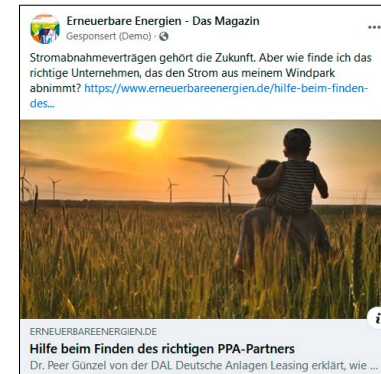 Erneuerbare Energien - Das Magazin
Gesponsert (Demo) ·
Stromabnahmeverträgen gehört die Zukunft. Aber wie finde ich das
richtige Unternehmen, das den Strom aus meinem Windpark
abnimmt? https://www.erneuerbareenergien.de/hilfe-beim-finden-
des...
ERNEUERBAREENERGIEN.DE
Hilfe beim Finden des richtigen PPA-Partners
Dr. Peer Günzel von der DAL Deutsche Anlagen Leasing erklärt, wie ...